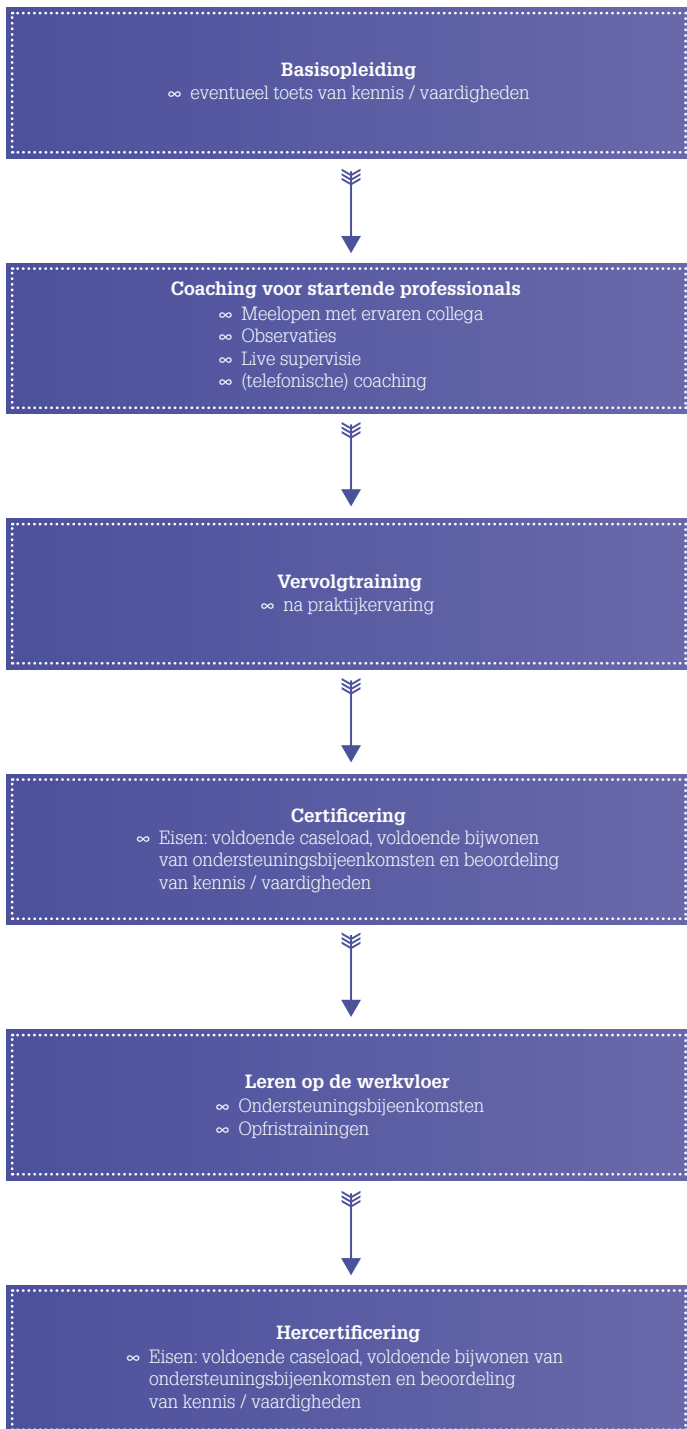 Basisopleiding
∞ eventueel toets van kennis / vaardigheden
Coaching voor startende professionals
∞ Meelopen met ervaren collega
∞ Observaties
∞ Live supervisie
∞ (telefonische) coaching
Vervolgtraining
∞ na praktijkervaring
Certificering
∞ Eisen: voldoende caseload, voldoende bijwonen
van ondersteuningsbijeenkomsten en beoordeling
van kennis / vaardigheden
Leren op de werkvloer
∞ Ondersteuningsbijeenkomsten
∞ Opfristrainingen
Hercertificering
∞ Eisen: voldoende caseload, voldoende bijwonen van
ondersteuningsbijeenkomsten en beoordeling
van kennis / vaardigheden